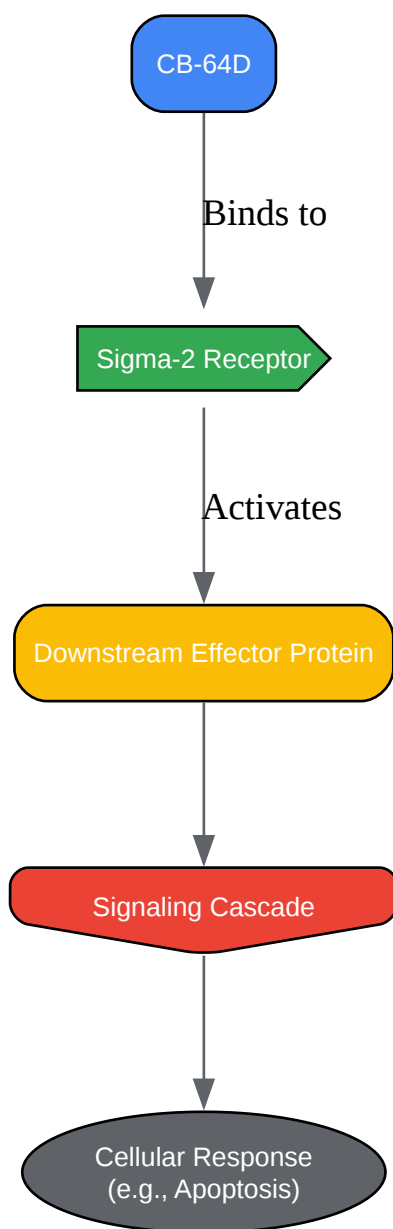 CB-64D
Binds to
Sigma-2 Receptor
Activates
Downstream Effector Protein
Signaling Cascade
Cellular Response
(e.g., Apoptosis)